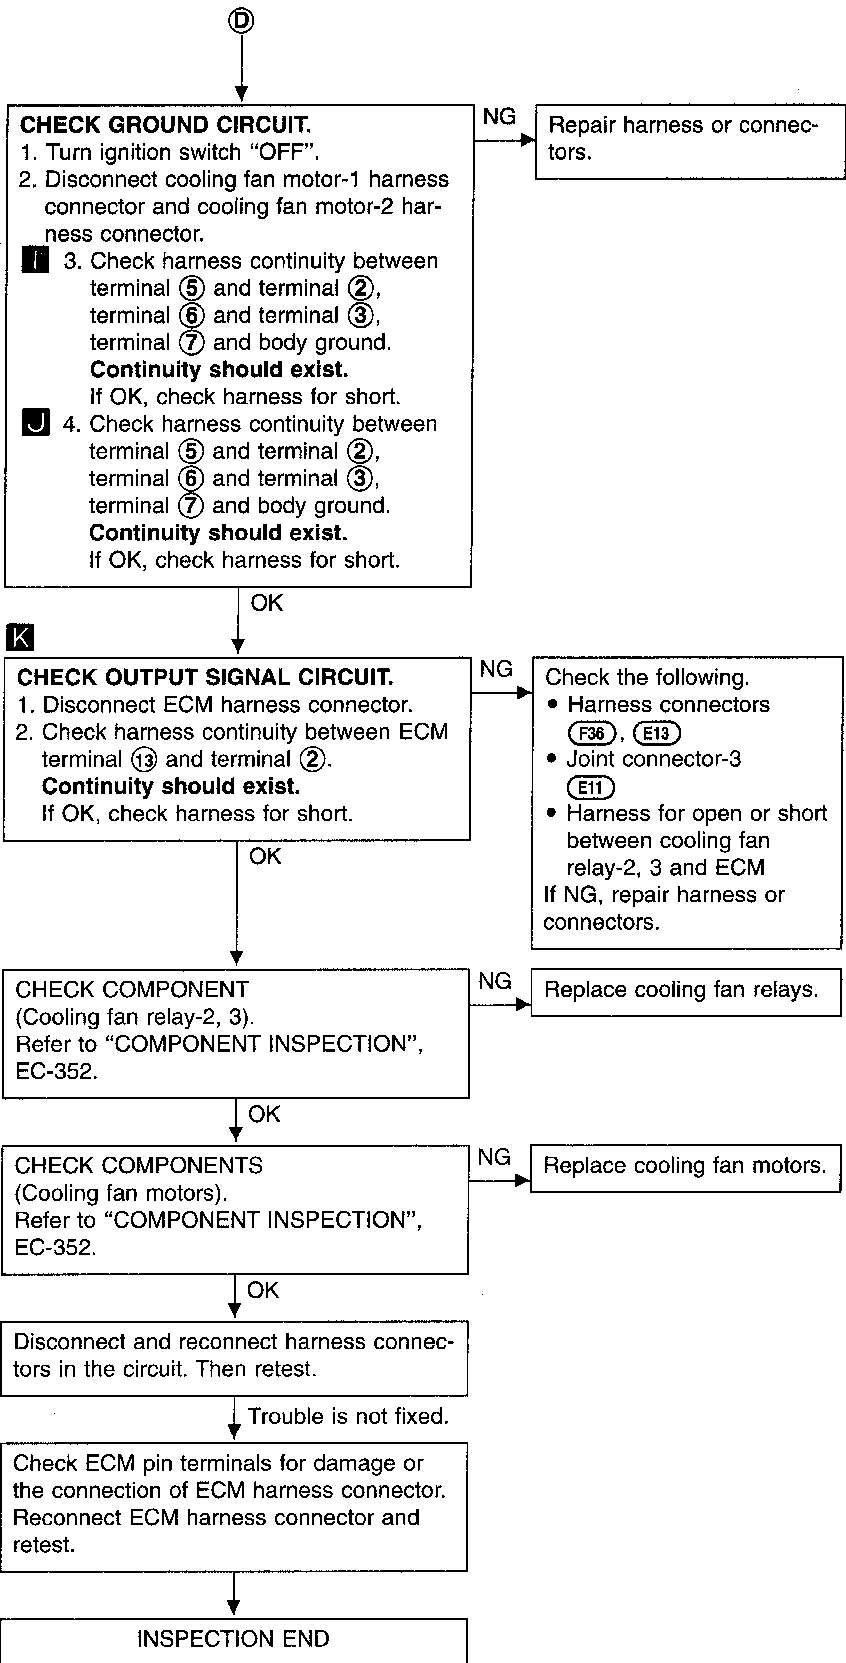 D
CHECK GROUND CIRCUIT.
1. Turn ignition switch “OFF”.
2. Disconnect cooling fan motor-1 harness
connector and cooling fan motor-2 har-
ness connector.
I 3. Check harness continuity between
terminal ⑤ and terminal ②,
terminal ⑥ and terminal ③,
terminal ⑦ and body ground.
Continuity should exist.
If OK, check harness for short.
J 4. Check harness continuity between
terminal ⑤ and terminal ②,
terminal ⑥ and terminal ③,
terminal ⑦ and body ground.
Continuity should exist.
If OK, check harness for short.
NG
Repair harness or connec-
tors.
OK
K
CHECK OUTPUT SIGNAL CIRCUIT.
1. Disconnect ECM harness connector.
2. Check harness continuity between ECM
terminal ⑬ and terminal ②.
Continuity should exist.
If OK, check harness for short.
NG
Check the following.
• Harness connectors
F36, E13
• Joint connector-3
E11
• Harness for open or short
between cooling fan
relay-2, 3 and ECM
If NG, repair harness or
connectors.
OK
CHECK COMPONENT
(Cooling fan relay-2, 3).
Refer to “COMPONENT INSPECTION”,
EC-352.
NG
Replace cooling fan relays.
OK
CHECK COMPONENTS
(Cooling fan motors).
Refer to “COMPONENT INSPECTION”,
EC-352.
NG
Replace cooling fan motors.
OK
Disconnect and reconnect harness connec-
tors in the circuit. Then retest.
Trouble is not fixed.
Check ECM pin terminals for damage or
the connection of ECM harness connector.
Reconnect ECM harness connector and
retest.
INSPECTION END